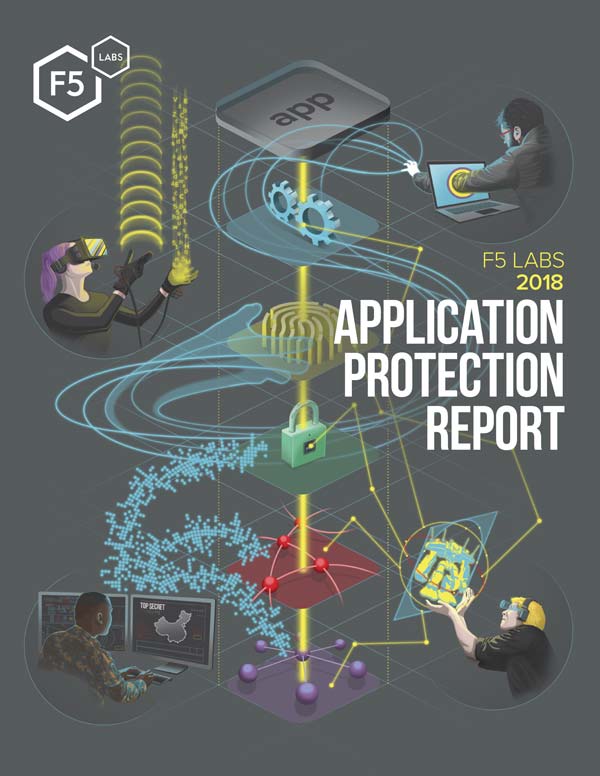 F5
LABS
app
F5 LABS
2018
APPLICATION
PROTECTION
REPORT
TOP SECRET